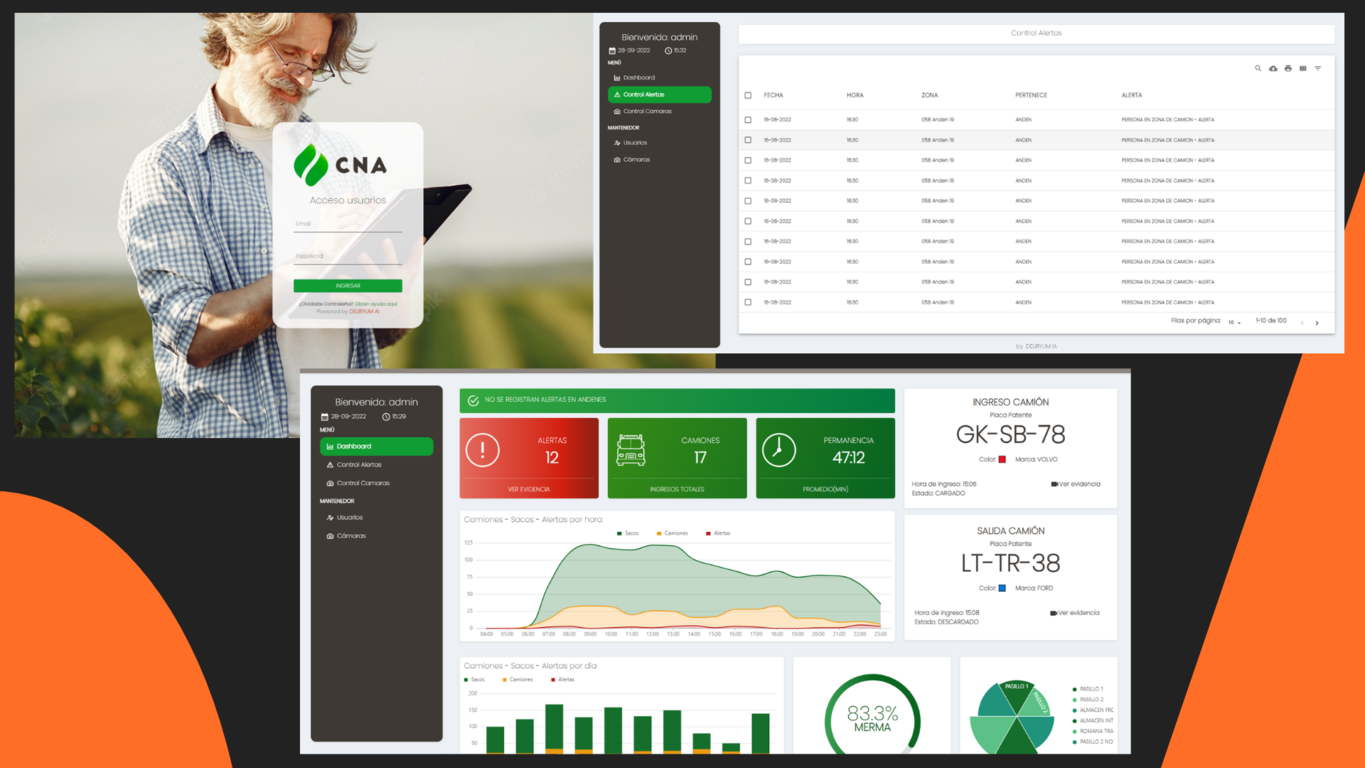 CNA
Acceso usuarios
Email
Password
INGRESAR
¿Olvidaste Contraseña? Obten ayuda aquí
Powered by DELIRYUM AI
Bienvenido: admin
28-09-2022 15:32
MENÚ
Dashboard
Control Alertas
Control Camaras
MANTENEDOR
Usuarios
Cámaras
Control Alertas
FECHA HORA ZONA PERTENECE ALERTA
16-08-2022 16:30 058 Anden 19 ANDEN PERSONA EN ZONA DE CAMION - ALERTA
16-08-2022 16:30 058 Anden 19 ANDEN PERSONA EN ZONA DE CAMION - ALERTA
16-08-2022 16:30 058 Anden 19 ANDEN PERSONA EN ZONA DE CAMION - ALERTA
16-08-2022 16:30 058 Anden 19 ANDEN PERSONA EN ZONA DE CAMION - ALERTA
16-08-2022 16:30 058 Anden 19 ANDEN PERSONA EN ZONA DE CAMION - ALERTA
16-08-2022 16:30 058 Anden 19 ANDEN PERSONA EN ZONA DE CAMION - ALERTA
16-08-2022 16:30 058 Anden 19 ANDEN PERSONA EN ZONA DE CAMION - ALERTA
16-08-2022 16:30 058 Anden 19 ANDEN PERSONA EN ZONA DE CAMION - ALERTA
16-08-2022 16:30 058 Anden 19 ANDEN PERSONA EN ZONA DE CAMION - ALERTA
16-08-2022 16:30 058 Anden 19 ANDEN PERSONA EN ZONA DE CAMION - ALERTA
Filas por página: 10 1-10 de 100
by: DELIRYUM IA
Bienvenido: admin
28-09-2022 15:29
MENÚ
Dashboard
Control Alertas
Control Camaras
MANTENEDOR
Usuarios
Cámaras
NO SE REGISTRAN ALERTAS EN ANDENES
ALERTAS
12
VER EVIDENCIA
CAMIONES
17
INGRESOS TOTALES
PERMANENCIA
47:12
PROMEDIO(MIN)
Camiones - Sacos - Alertas por hora
Sacos Camiones Alertas
125
100
75
50
25
0
04:00 05:00 06:00 07:00 08:00 09:00 10:00 11:00 12:00 13:00 14:00 15:00 16:00 17:00 18:00 19:00 20:00 21:00 22:00 23:00
INGRESO CAMIÓN
Placa Patente
GK-SB-78
Color: Marca: VOLVO
Hora de ingreso: 15:06 Ver evidencia
Estado: CARGADO
SALIDA CAMIÓN
Placa Patente
LT-TR-38
Color: Marca: FORD
Hora de ingreso: 15:08 Ver evidencia
Estado: DESCARGADO
Camiones - Sacos - Alertas por dia
Sacos Camiones Alertas
200
150
100
50
83.3%
MERMA
PASILLO 1
PASILLO 2
PASILLO 1
PASILLO 2
ALMACEN FRC
ALMACEN INT
ROMANA TRA
PASILLO 2 NO